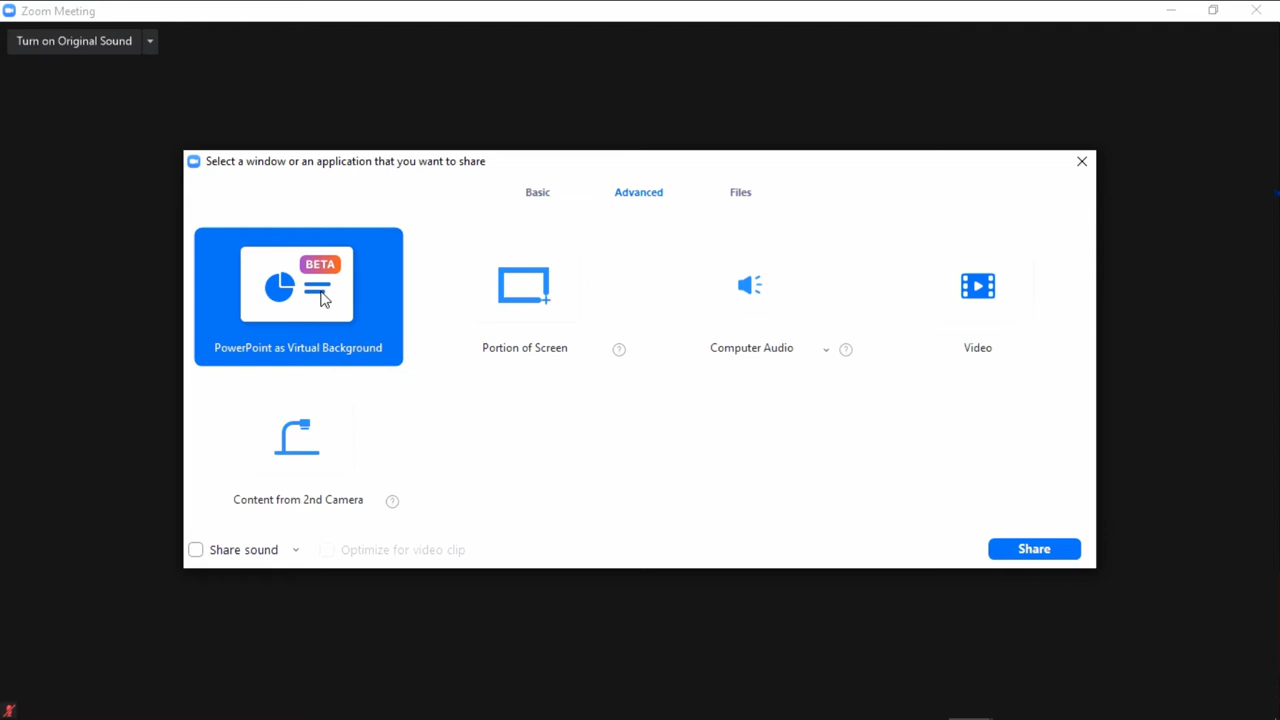 Zoom Meeting
Turn on Original Sound
Select a window or an application that you want to share
Basic
Advanced
Files
BETA
PowerPoint as Virtual Background
Portion of Screen
?
Computer Audio
?
Video
Content from 2nd Camera
?
Share sound
Optimize for video clip
Share